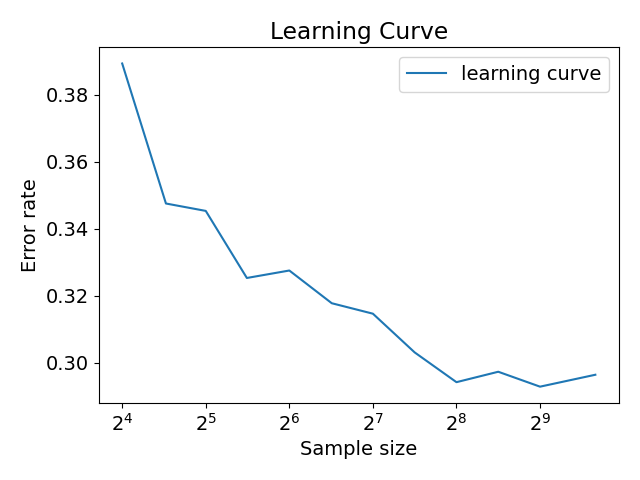 Learning Curve
learning curve
0.38
0.36
0.34
0.32
0.30
Error rate
2⁴ 2⁵ 2⁶ 2⁷ 2⁸ 2⁹
Sample size